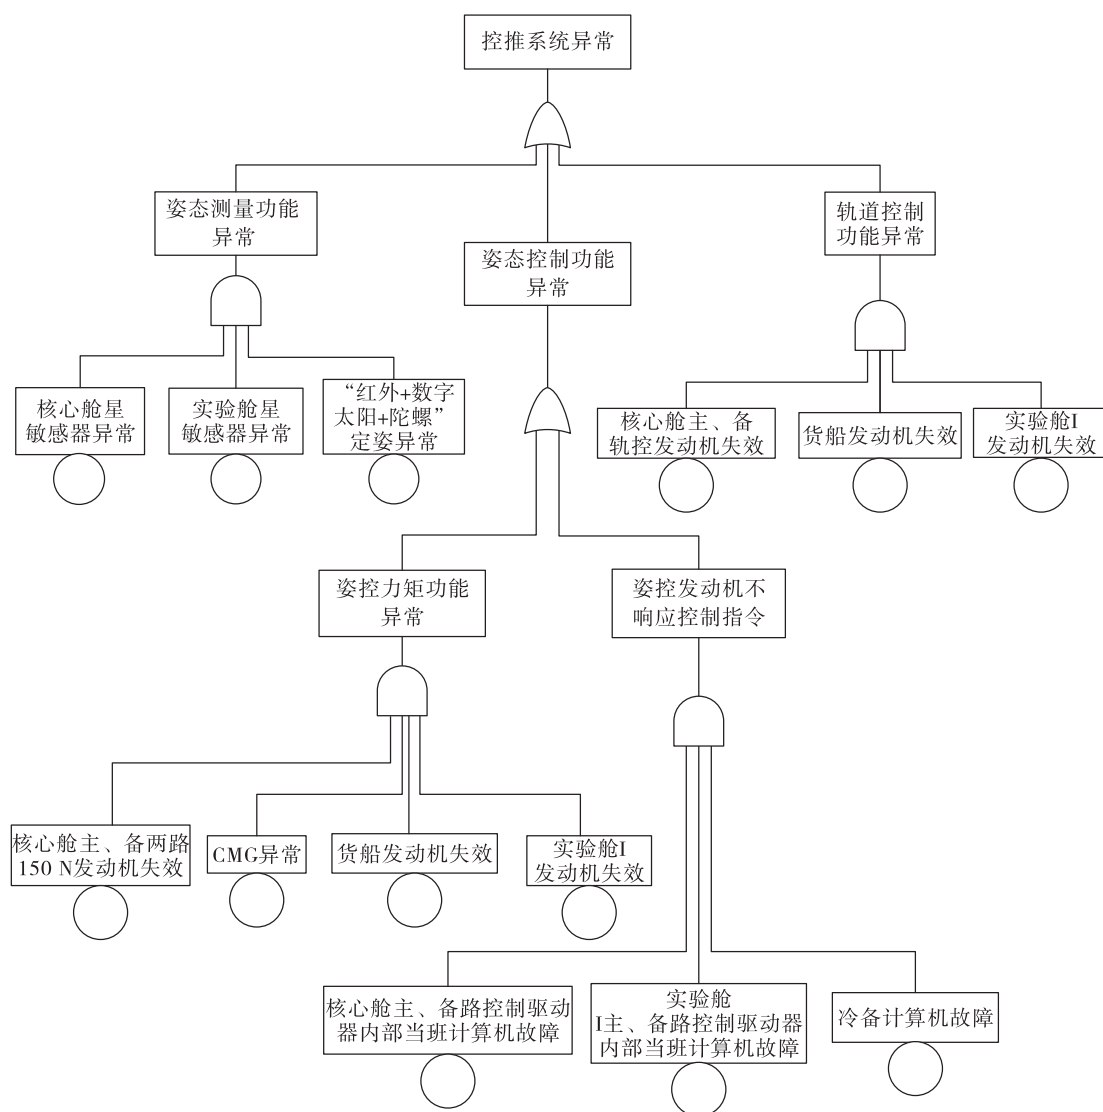 控推系统异常
姿态测量功能
异常
姿态控制功能
异常
轨道控制
功能异常
核心舱星
敏感器异常
实验舱星
敏感器异常
“红外+数字
太阳+陀螺”
定姿异常
核心舱主、备
轨控发动机失效
货船发动机失效
实验舱I
发动机失效
姿控力矩功能
异常
姿控发动机不
响应控制指令
核心舱主、备两路
150 N发动机失效
CMG异常
货船发动机失效
实验舱I
发动机失效
核心舱主、备路控制驱动
器内部当班计算机故障
实验舱
I主、备路控制驱动器
内部当班计算机故障
冷备计算机故障